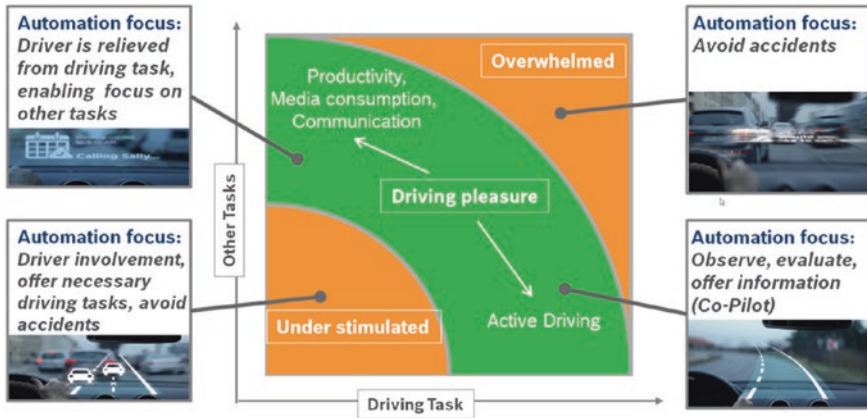 Automation focus:
Driver is relieved
from driving task,
enabling focus on
other tasks
Calling Sally...
Automation focus:
Driver involvement,
offer necessary
driving tasks, avoid
accidents
Other Tasks
Productivity,
Media consumption,
Communication
Overwhelmed
Driving pleasure
Under stimulated
Active Driving
Driving Task
Automation focus:
Avoid accidents
Automation focus:
Observe, evaluate,
offer information
(Co-Pilot)